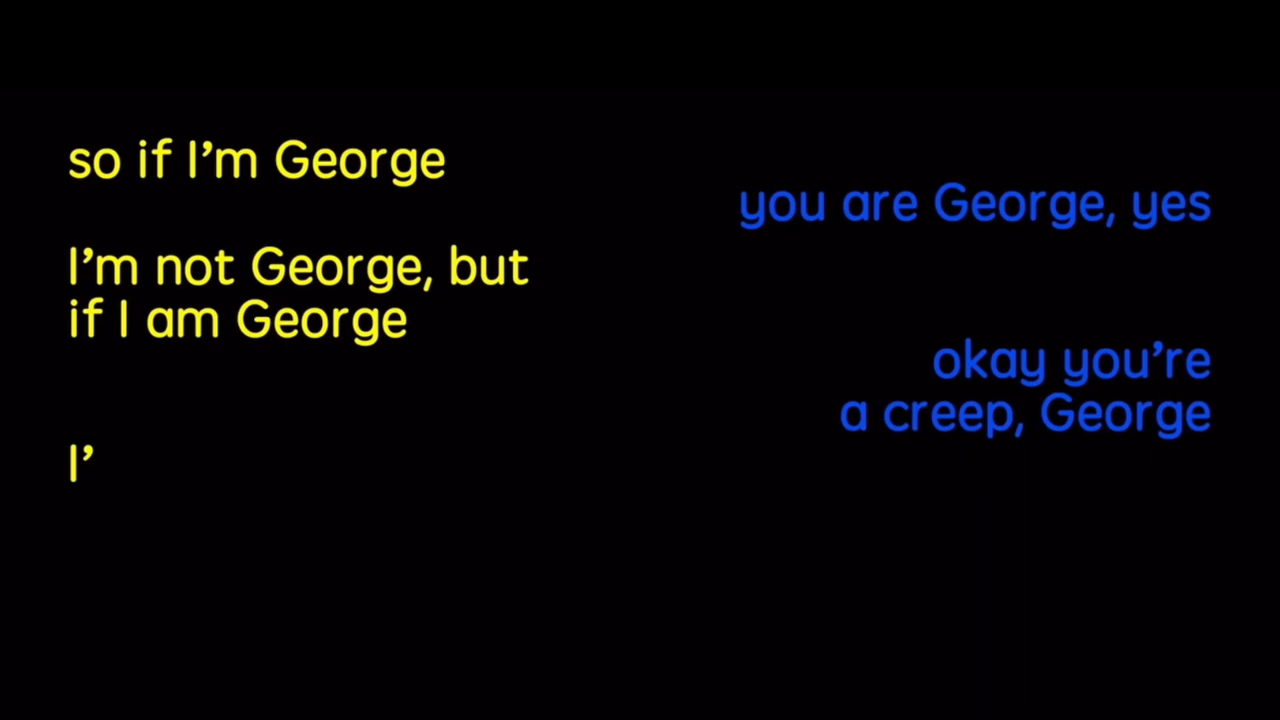 so if I’m George
you are George, yes
I’m not George, but
if I am George
okay you’re
a creep, George
I’